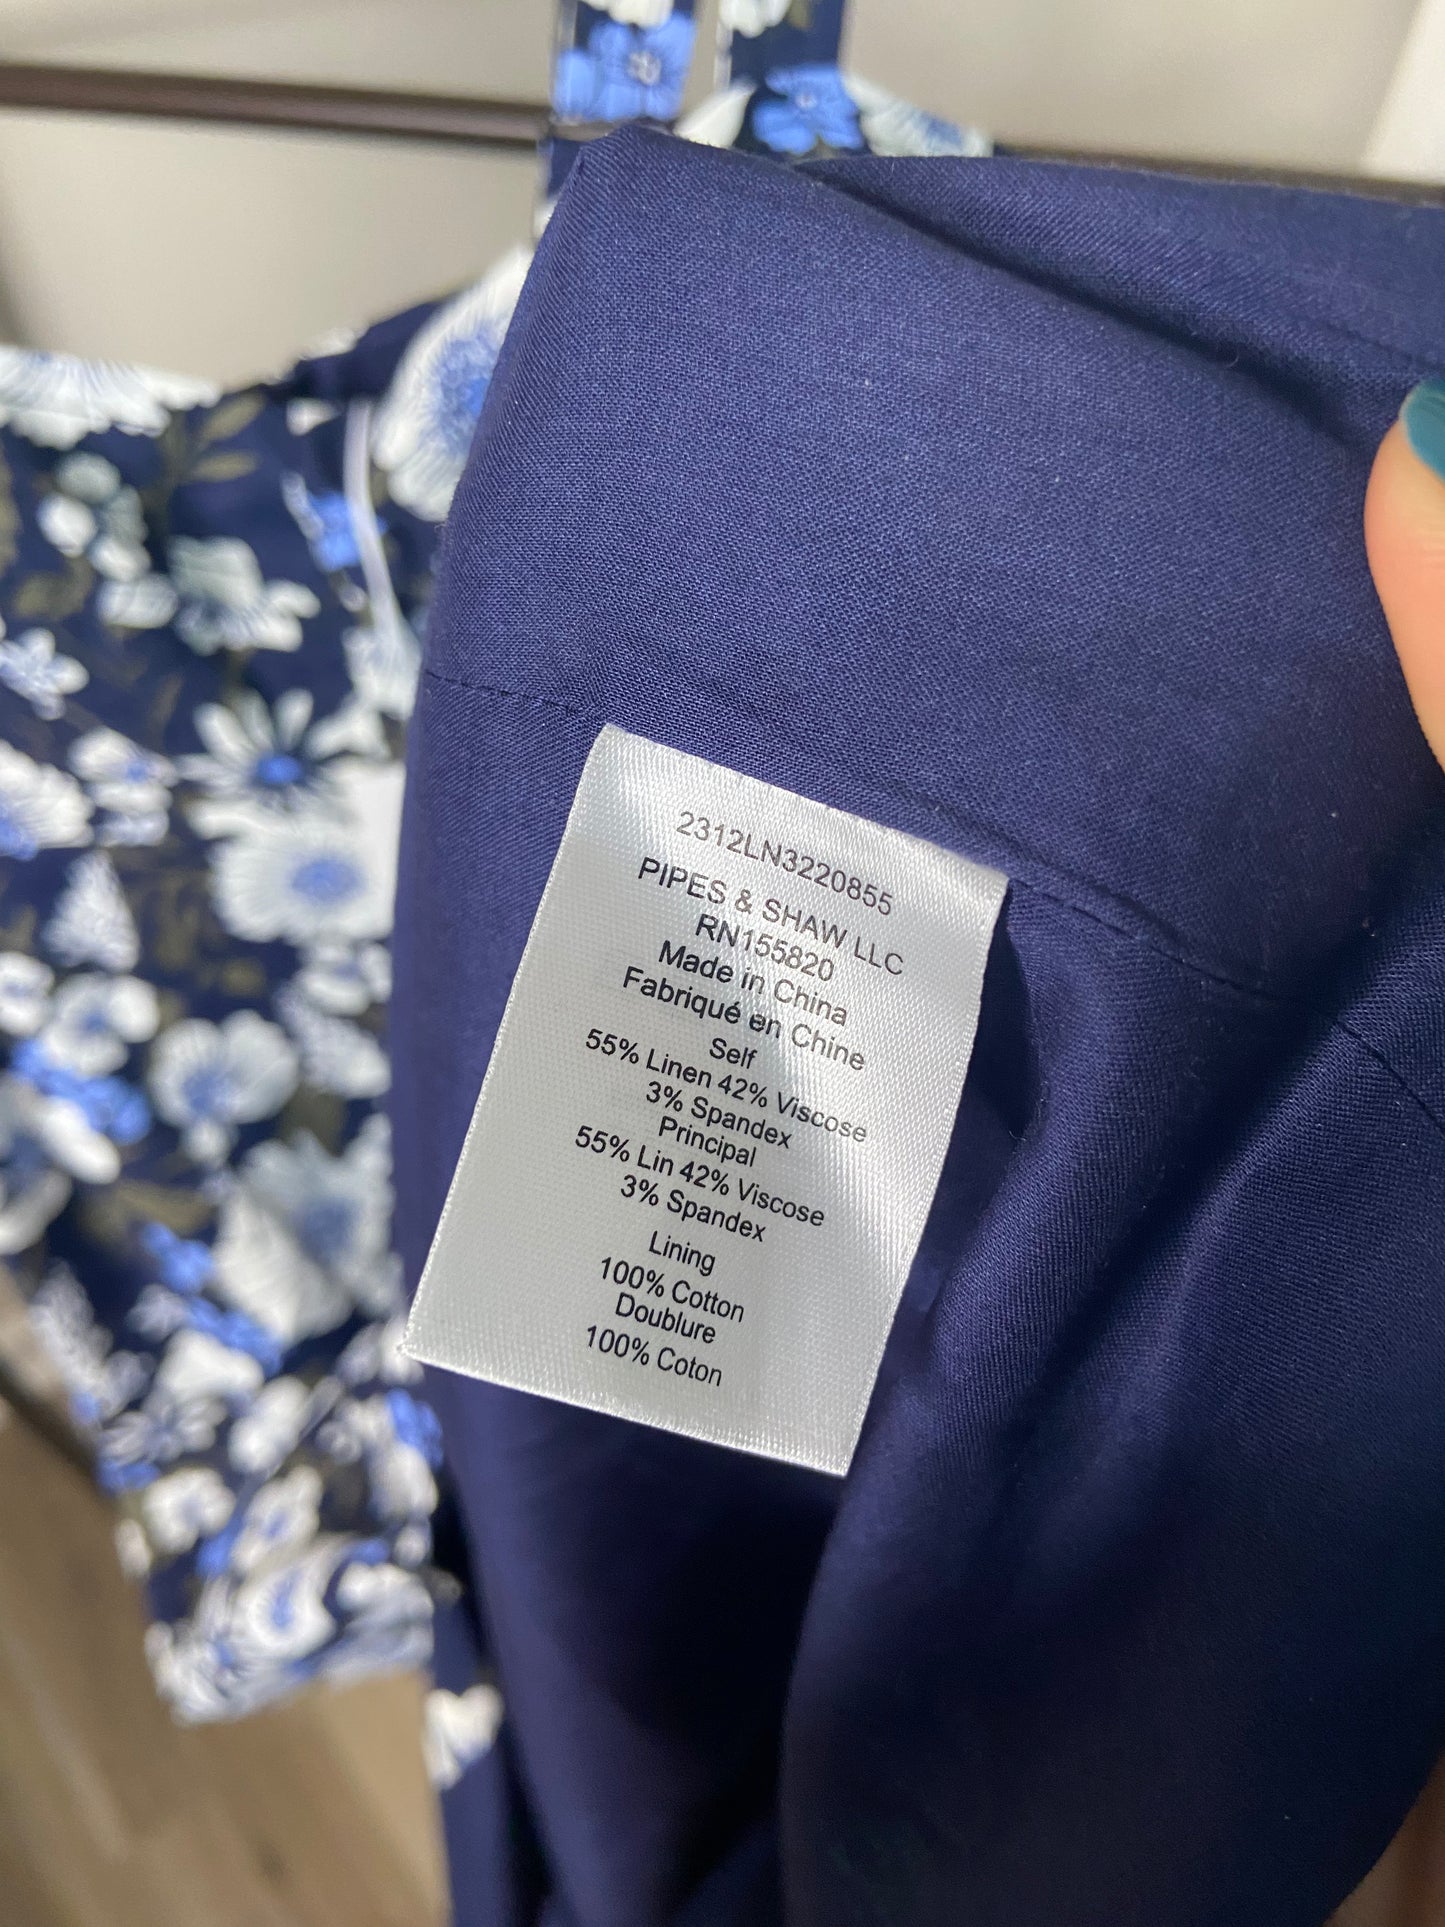 2312LN3220855
PIPES & SHAW LLC
RN155820
Made in China
Fabriqué en Chine
Self
55% Linen 42% Viscose
3% Spandex
Principal
55% Lin 42% Viscose
3% Spandex
Lining
100% Cotton
Doublure
100% Coton